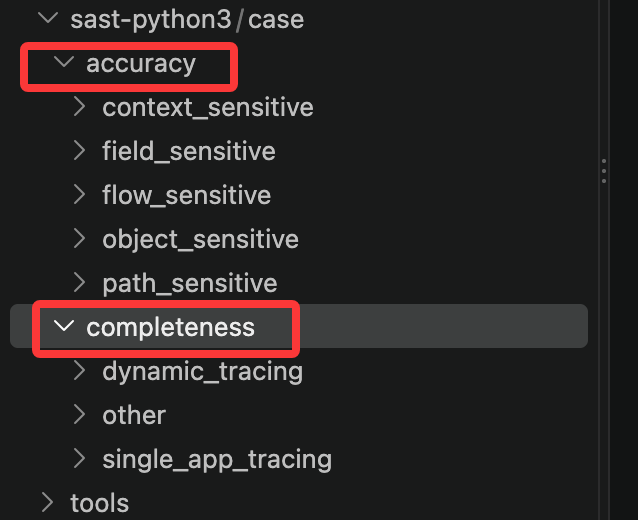 sast-python3/case
accuracy
context_sensitive
field_sensitive
flow_sensitive
object_sensitive
path_sensitive
completeness
dynamic_tracing
other
single_app_tracing
tools